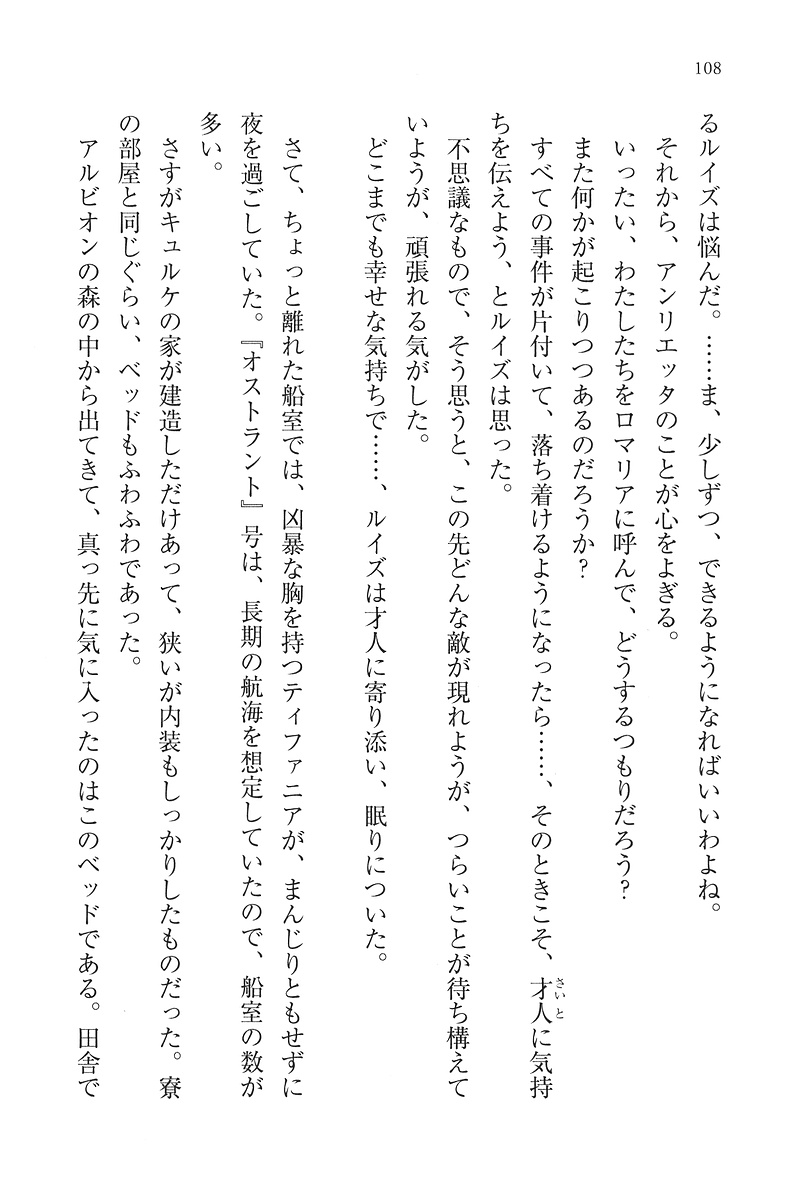 108
るルイズは悩んだ。……ま、少しずつ、できるようになればいいわよね。
それから、アンリエッタのことが心をよぎる。
いったい、わたしたちをロマリアに呼んで、どうするつもりだろう？
また何かが起こりつつあるのだろうか？
すべての事件が片付いて、落ち着けるようになったら……、そのときこそ、才人に気持
さいと
ちを伝えよう、とルイズは思った。
不思議なもので、そう思うと、この先どんな敵が現れようが、つらいことが待ち構えて
いようが、頑張れる気がした。
どこまでも幸せな気持ちで……、ルイズは才人に寄り添い、眠りについた。
さて、ちょっと離れた船室では、凶暴な胸を持つティファニアが、まんじりともせずに
夜を過ごしていた。『オストラント』号は、長期の航海を想定していたので、船室の数が
多い。
さすがキュルケの家が建造しただけあって、狭いが内装もしっかりしたものだった。寮
の部屋と同じぐらい、ベッドもふわふわであった。
アルビオンの森の中から出てきて、真っ先に気に入ったのはこのベッドである。田舎で